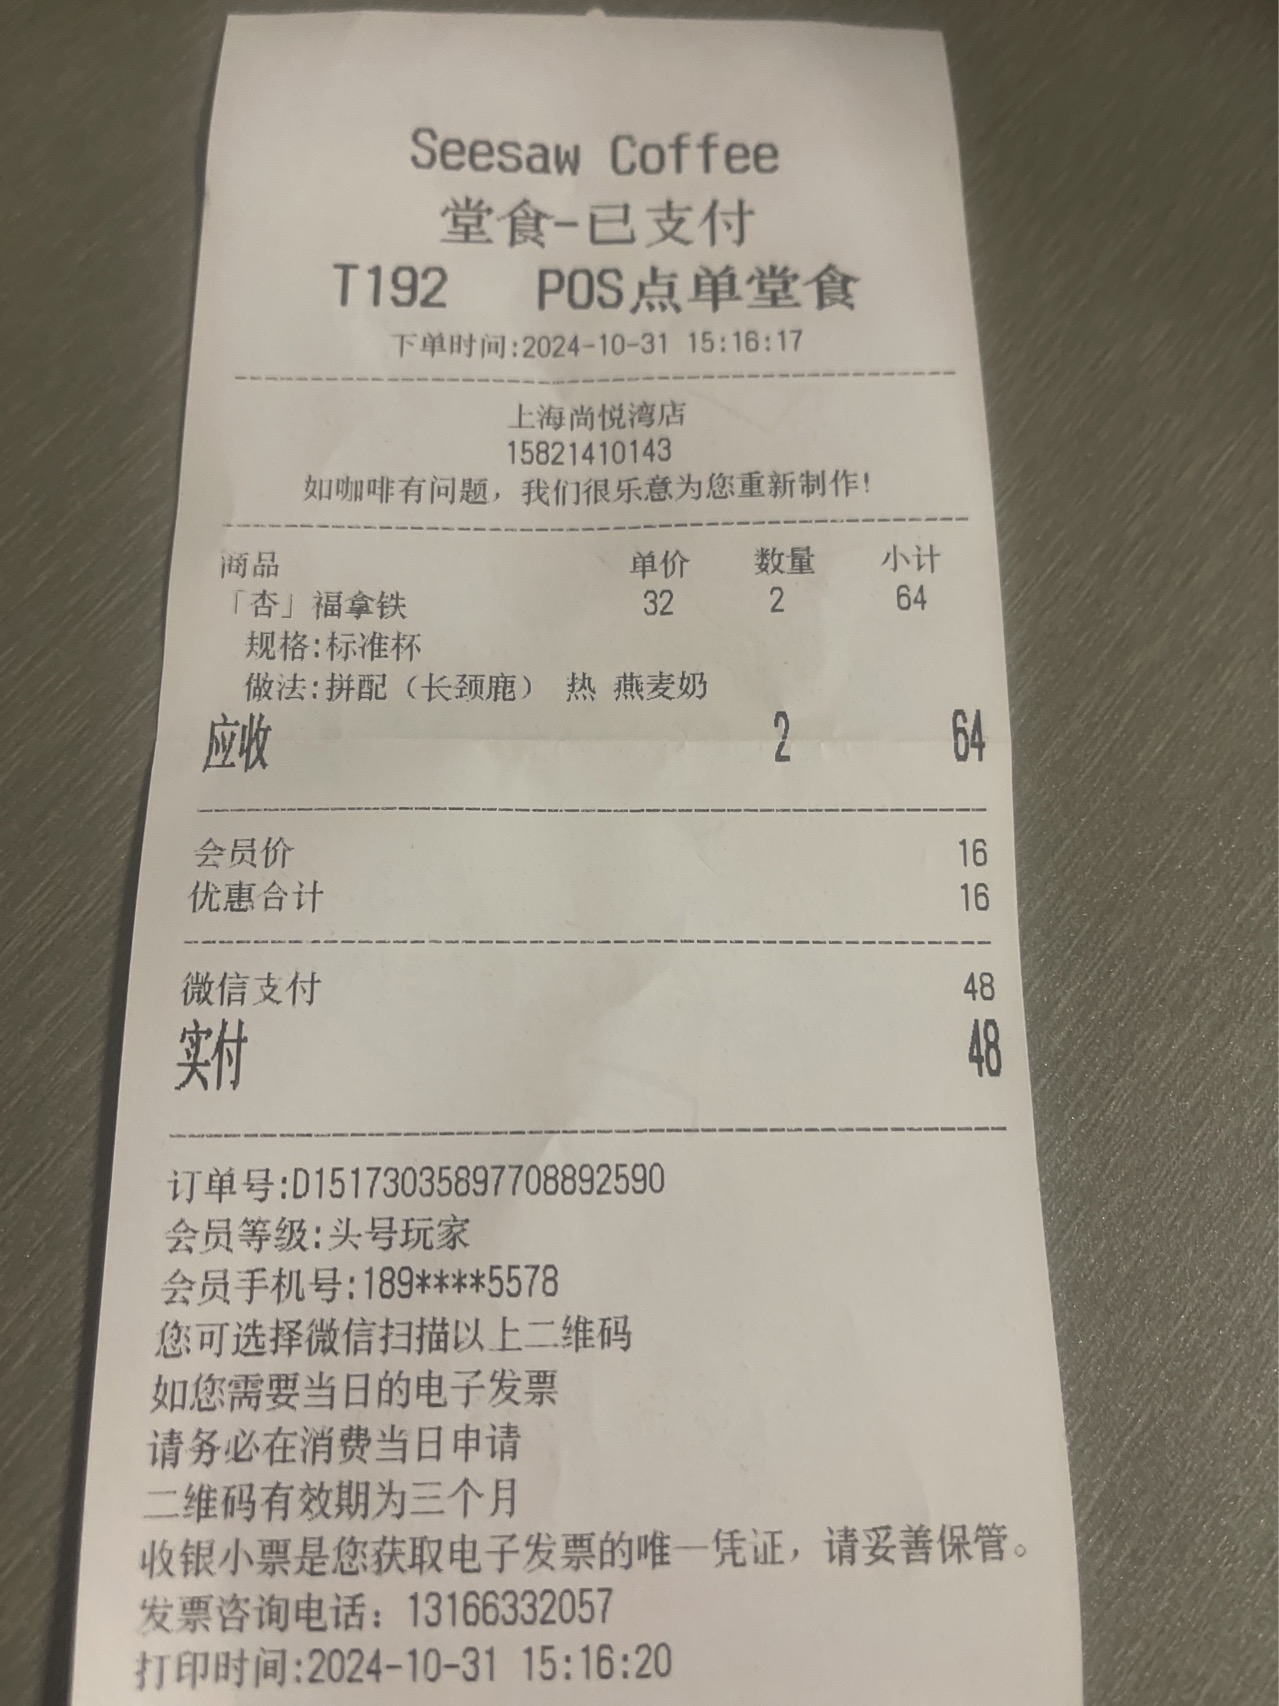 Seesaw Coffee
堂食-已支付
T192 POS点单堂食
下单时间:2024-10-31 15:16:17
上海尚悦湾店
15821410143
如咖啡有问题，我们很乐意为您重新制作!
商品 单价 数量 小计
「杏」福拿铁 32 2 64
规格:标准杯
做法:拼配（长颈鹿） 热 燕麦奶
应收 2 64
会员价 16
优惠合计 16
微信支付 48
实付 48
订单号:D15173035897708892590
会员等级:头号玩家
会员手机号:189****5578
您可选择微信扫描以上二维码
如您需要当日的电子发票
请务必在消费当日申请
二维码有效期为三个月
收银小票是您获取电子发票的唯一凭证，请妥善保管。
发票咨询电话：13166332057
打印时间:2024-10-31 15:16:20